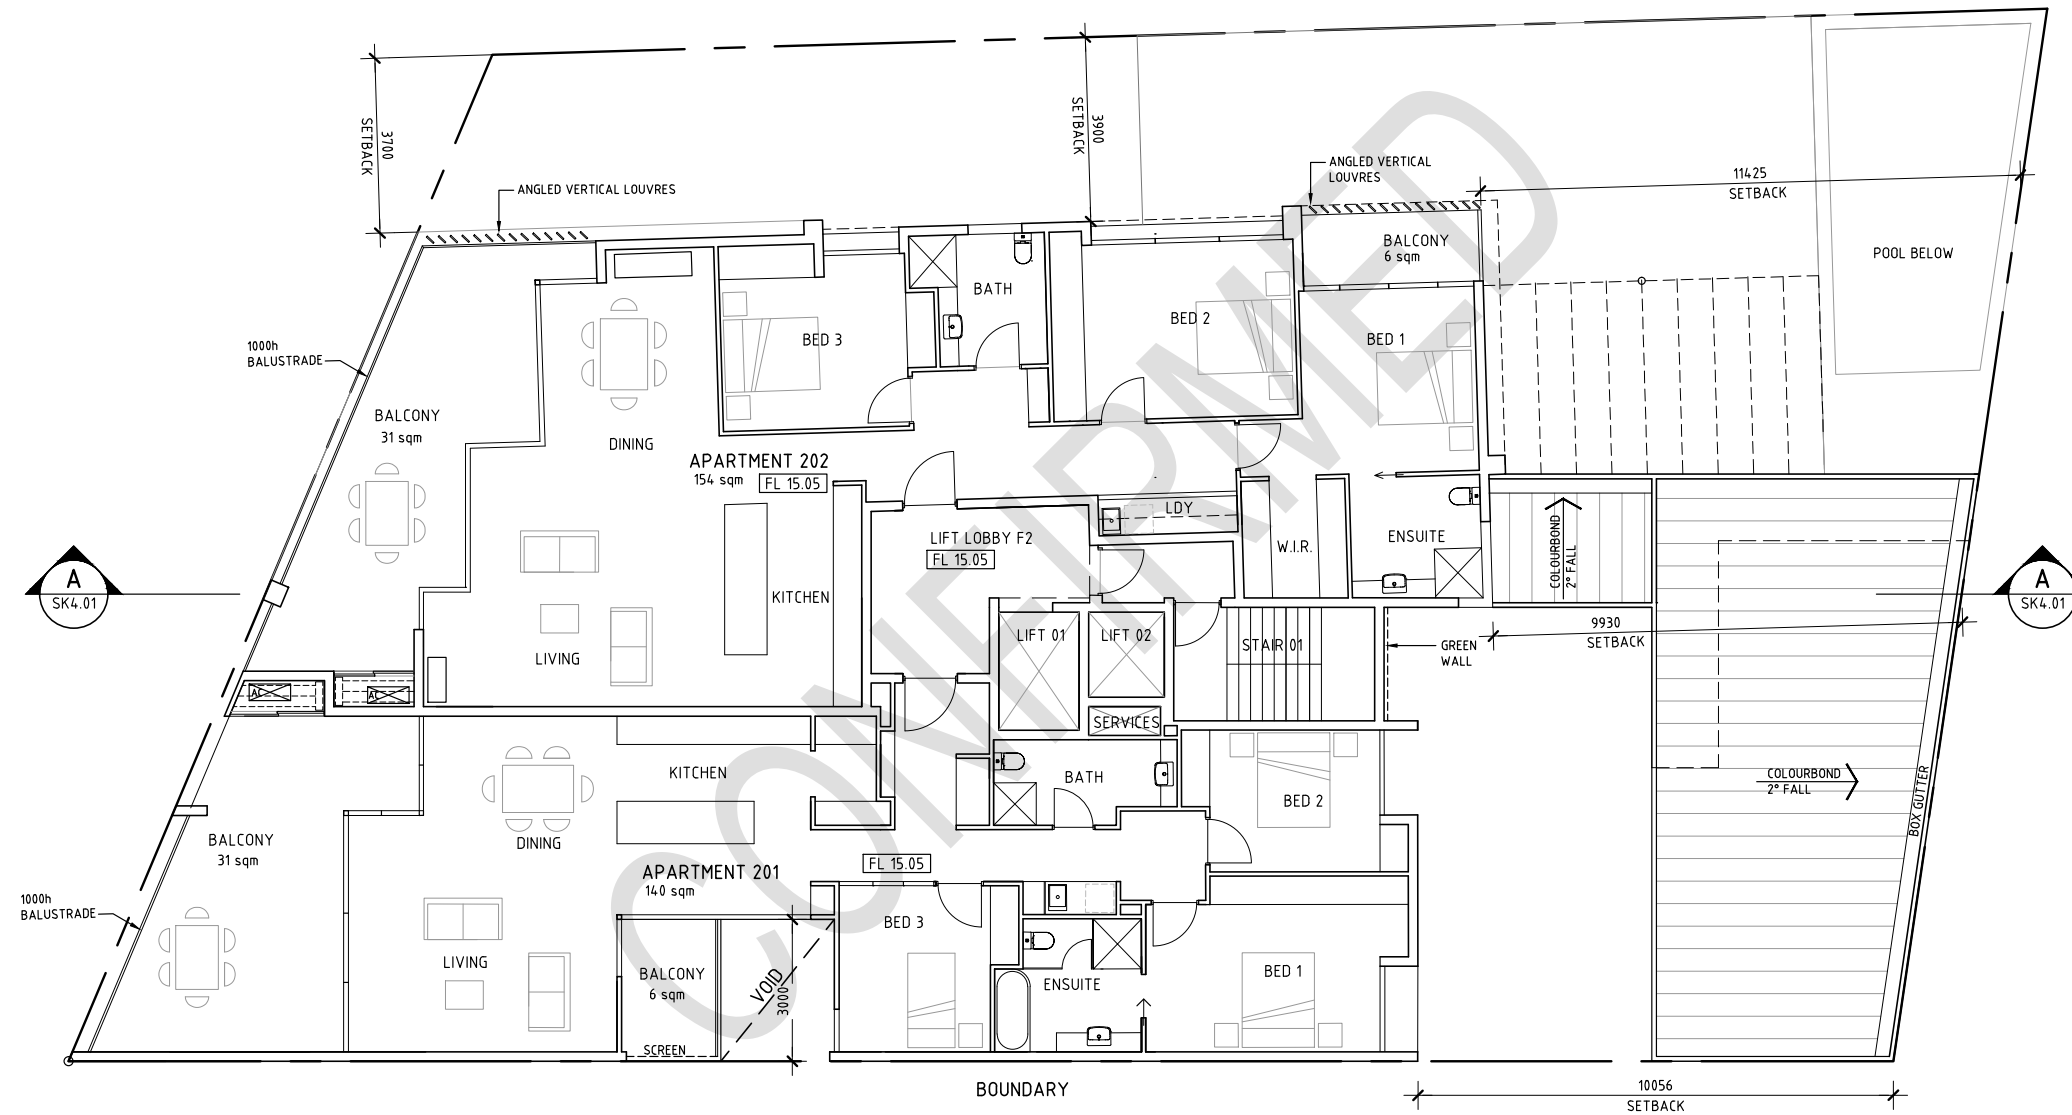 3700
SETBACK
3900
SETBACK
ANGLED VERTICAL LOUVRES
ANGLED VERTICAL
LOUVRES
11425
SETBACK
BALCONY
6 sqm
POOL BELOW
BATH
BED 2
BED 3
BED 1
1000h
BALUSTRADE
BALCONY
31 sqm
DINING
APARTMENT 202
154 sqm
FL 15.05
LDY
LIFT LOBBY F2
FL 15.05
W.I.R.
ENSUITE
COLOURBOND
2° FALL
A
SK4.01
A
SK4.01
KITCHEN
LIVING
LIFT 01
LIFT 02
STAIR 01
GREEN
WALL
9930
SETBACK
AC
AC
SERVICES
KITCHEN
BATH
BED 2
COLOURBOND
2° FALL
BOX GUTTER
DINING
BALCONY
31 sqm
APARTMENT 201
140 sqm
FL 15.05
1000h
BALUSTRADE
LIVING
BALCONY
6 sqm
VOID
3000
BED 3
ENSUITE
BED 1
SCREEN
BOUNDARY
10056
SETBACK
CONFIRMED